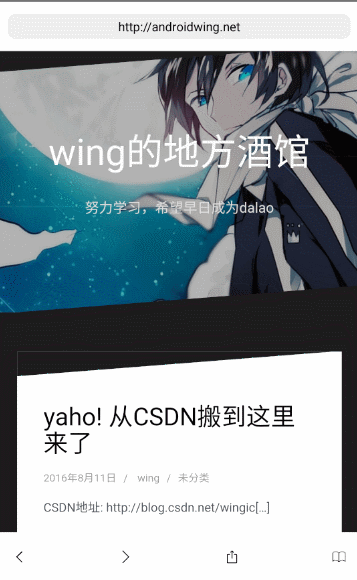 http://androidwing.net
wing的地方酒馆
努力学习，希望早日成为dalao
yaho! 从CSDN搬到这里
来了
2016年8月11日 / wing / 未分类
CSDN地址: http://blog.csdn.net/wingic[...]